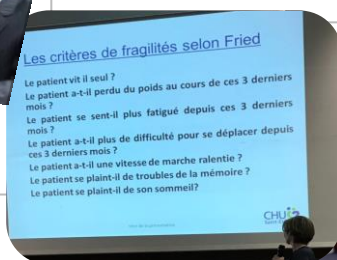 Les critères de fragilités selon Fried
Le patient vit il seul ?
Le patient a-t-il perdu du poids au cours de ces 3 derniers
mois ?
Le patient se sent-il plus fatigué depuis ces 3 derniers
mois ?
Le patient a-t-il plus de difficulté pour se déplacer depuis
ces 3 derniers mois ?
Le patient a-t-il une vitesse de marche ralentie ?
Le patient se plaint-il de troubles de la mémoire ?
Le patient se plaint-il de son sommeil?
CHU